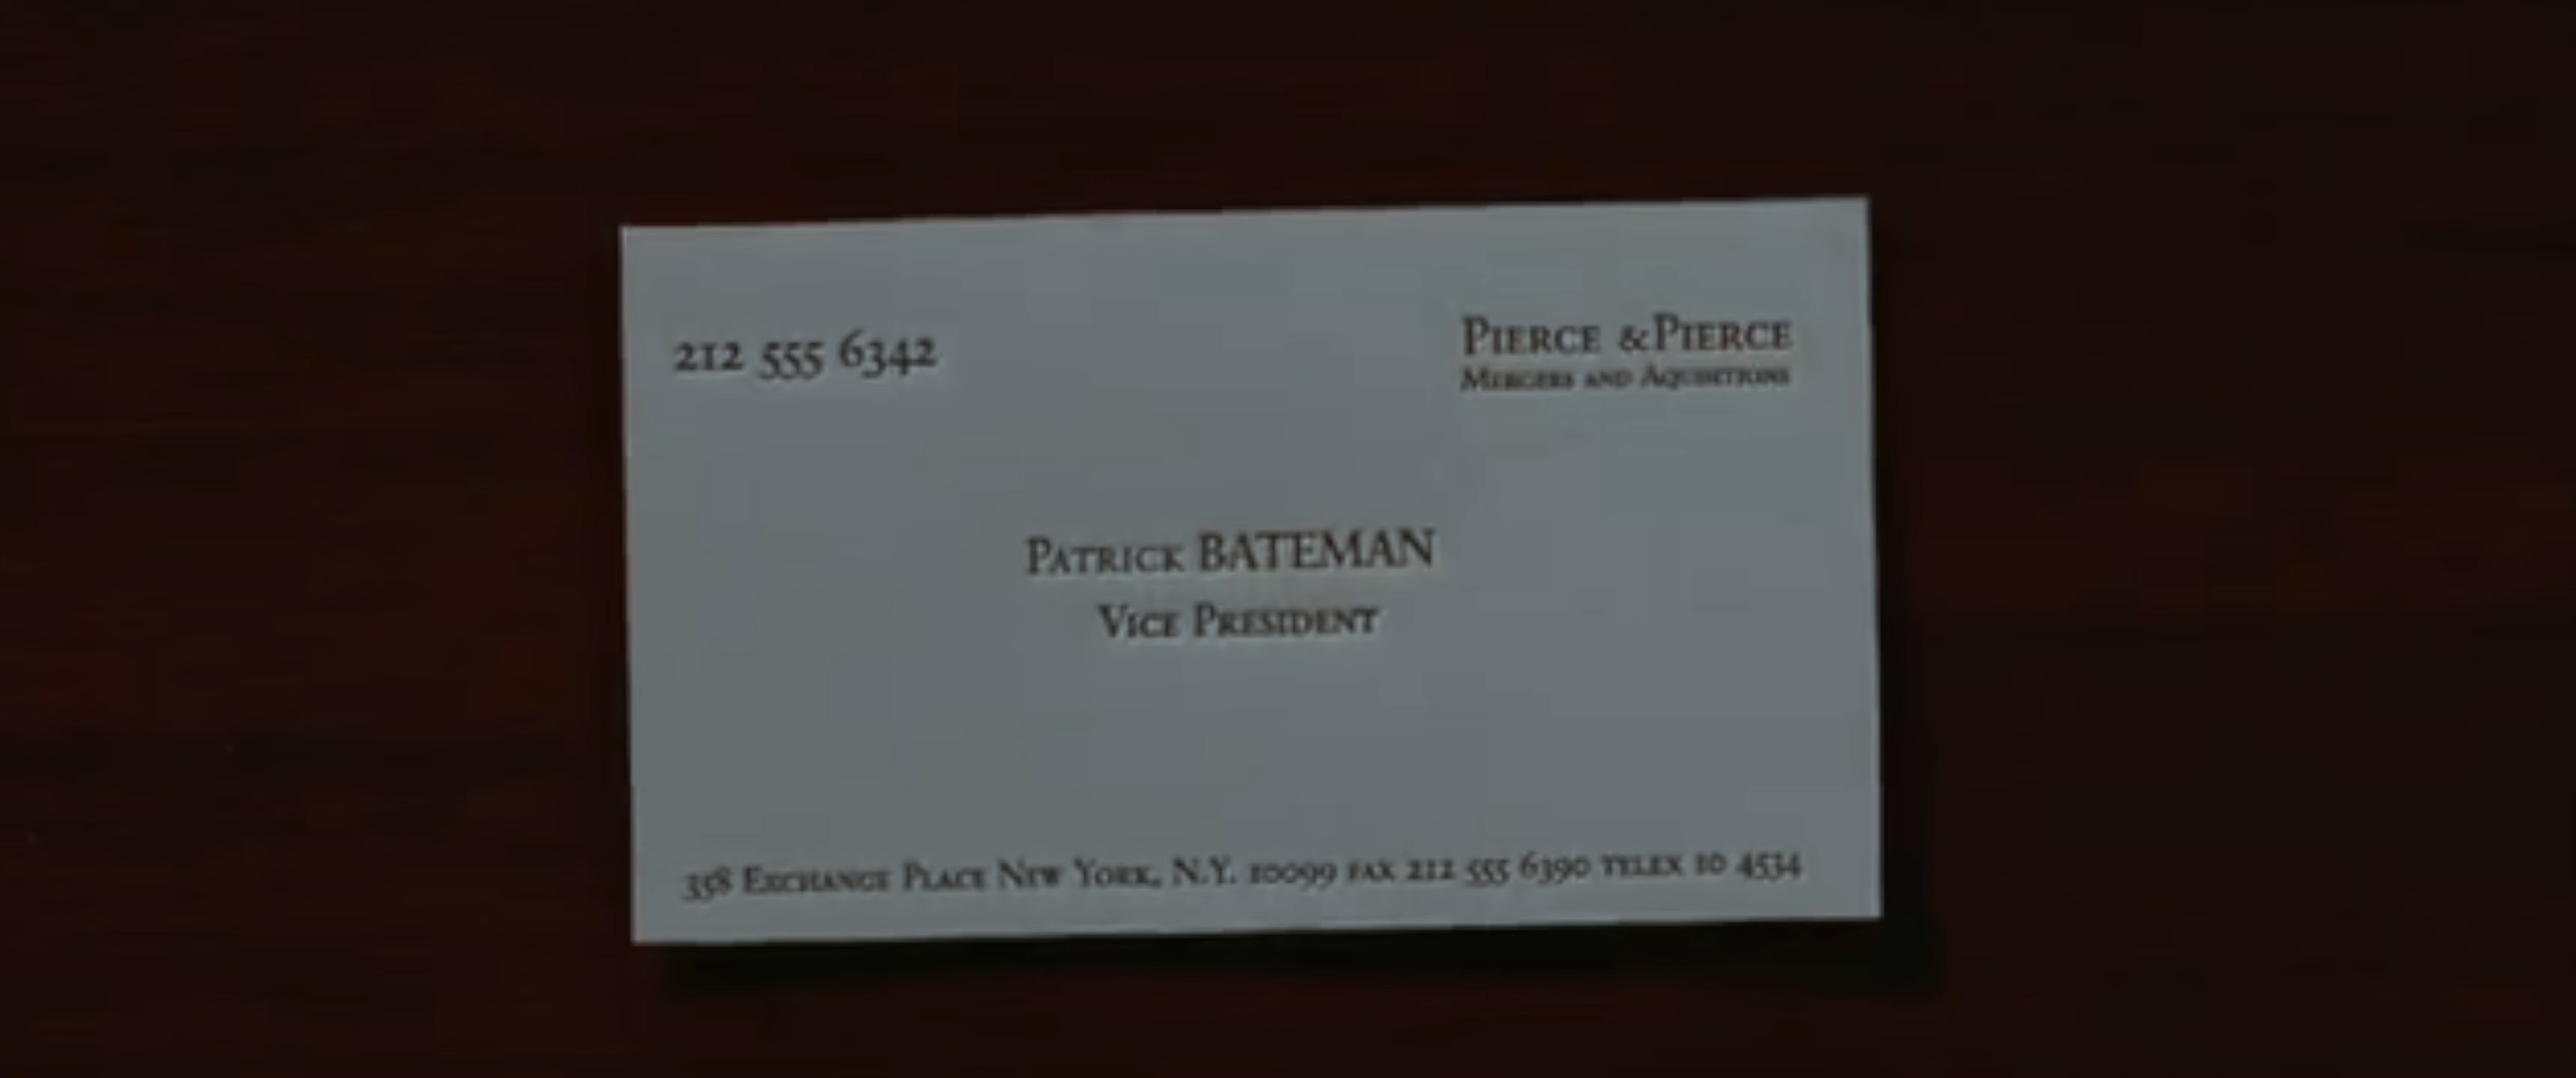 212 555 6342
Pierce &Pierce
Mergers and Aquisitions
Patrick BATEMAN
Vice President
358 Exchange Place New York, N.Y. 10099 fax 212 555 6390 telex 10 4534